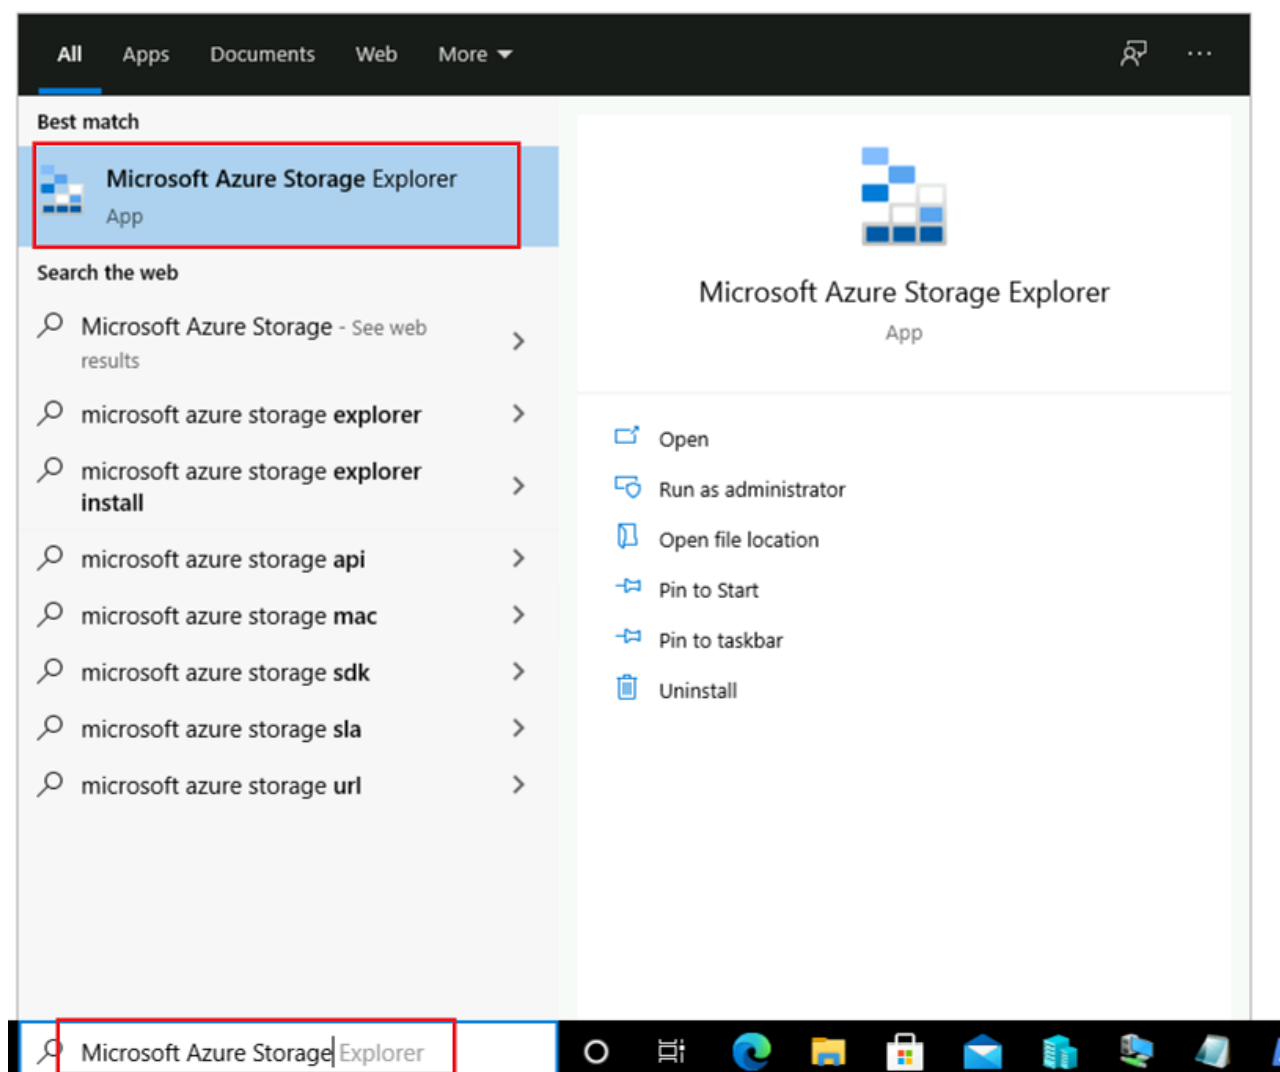 All Apps Documents Web More
Best match
Microsoft Azure Storage Explorer
App
Search the web
Microsoft Azure Storage - See web
results
microsoft azure storage explorer
microsoft azure storage explorer
install
microsoft azure storage api
microsoft azure storage mac
microsoft azure storage sdk
microsoft azure storage sla
microsoft azure storage url
Microsoft Azure Storage Explorer
App
Open
Run as administrator
Open file location
Pin to Start
Pin to taskbar
Uninstall
Microsoft Azure Storage Explorer